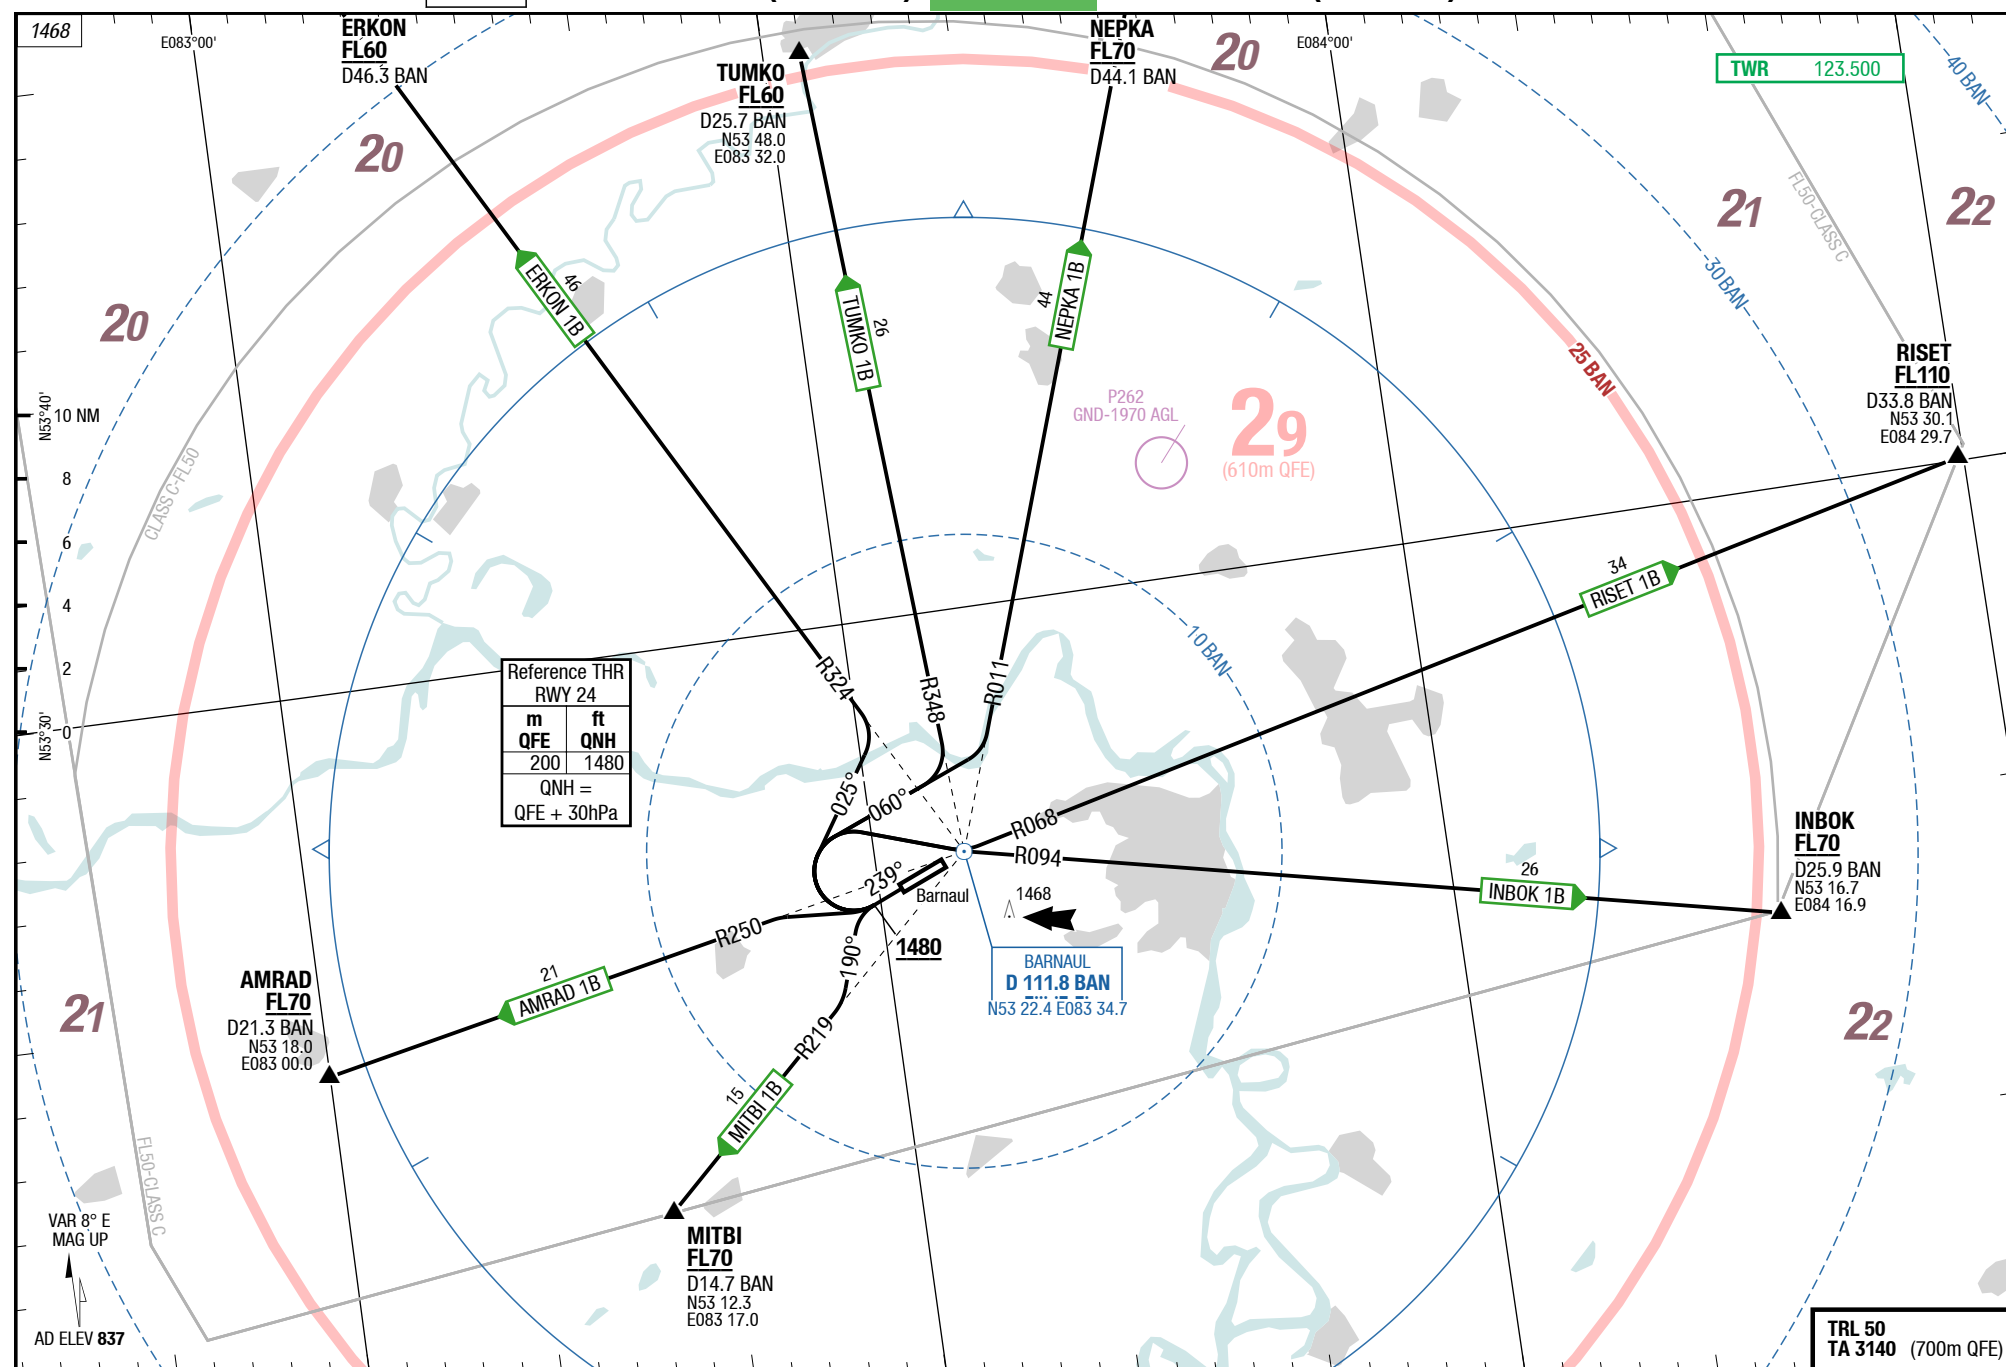 1468
E083°00'
ERKON
FL60
D46.3 BAN
TUMKO
FL60
D25.7 BAN
N53 48.0
E083 32.0
NEPKA
FL70
D44.1 BAN
20
E084°00'
TWR 123.500
40 BAN
20
21
FL50-CLASS C
22
30 BAN
20
ERKON 1B
46
TUMKO 1B
26
NEPKA 1B
44
25 BAN
RISET
FL110
D33.8 BAN
N53 30.1
E084 29.7
P262
GND-1970 AGL
29
(610m QFE)
N53°40'
10 NM
8
6
4
2
0
N53°30'
CLASS C-FL50
34
RISET 1B
10 BAN
Reference THR
RWY 24
m ft
QFE QNH
200 1480
QNH =
QFE + 30hPa
R324
R348
R011
025°
060°
R068
R094
239°
Barnaul
1468
26
INBOK 1B
INBOK
FL70
D25.9 BAN
N53 16.7
E084 16.9
R250
190°
1480
BARNAUL
D 111.8 BAN
N53 22.4 E083 34.7
21
AMRAD 1B
AMRAD
FL70
D21.3 BAN
N53 18.0
E083 00.0
21
22
R219
15
MITBI 1B
FL50-CLASS C
MITBI
FL70
D14.7 BAN
N53 12.3
E083 17.0
VAR 8° E
MAG UP
AD ELEV 837
TRL 50
TA 3140 (700m QFE)